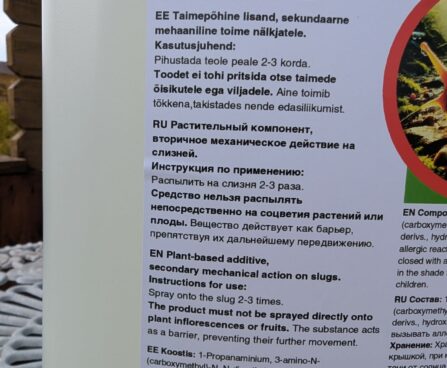 EE Taimepõhine lisand, sekundaarne
mehaaniline toime nälkjatele.
Kasutusjuhend:
Pihustada teole peale 2-3 korda.
Toodet ei tohi pritsida otse taimede
õisikutele ega viljadele. Aine toimib
tõkkena,takistades nende edasiliikumist.
RU Растительный компонент,
вторичное механическое действие на
слизней.
Инструкция по применению:
Распылить на слизня 2-3 раза.
Средство нельзя распылять
непосредственно на соцветия растений или
плоды. Вещество действует как барьер,
препятствуя их дальнейшему передвижению.
EN Plant-based additive,
secondary mechanical action on slugs.
Instructions for use:
Spray onto the slug 2-3 times.
The product must not be sprayed directly onto
plant inflorescences or fruits. The substance acts
as a barrier, preventing their further movement.
EE Koostis: 1-Propanaminium, 3-amino-N-
(carboxymethyl)-N-N-
EN Compo
(carboxyme
derivs., hydr
allergic reac
closed with a
in the shade
children.
RU Состав: 1
(carboxymethy
derivs., hydrox
вызывать алл
Хранение: Хра
крышкой, при н